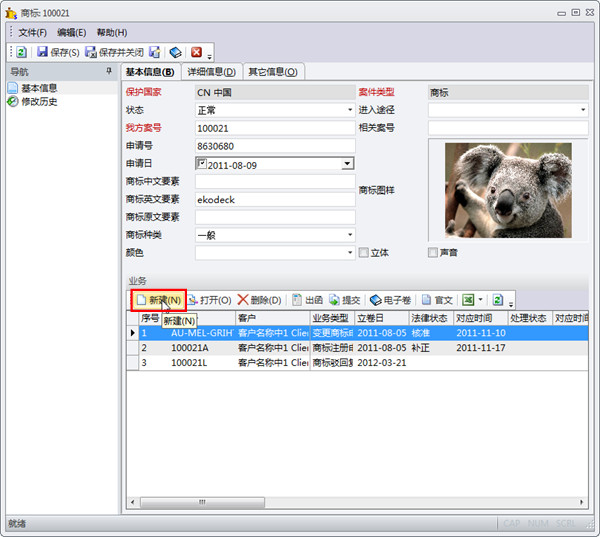 商标: 100021
文件(F) 编辑(E) 帮助(H)
保存(S) 保存并关闭
导航
基本信息
修改历史
基本信息(B) 详细信息(D) 其它信息(O)
保护国家 CN 中国 案件类型 商标
状态 正常 进入途径
我方案号 100021 相关案号
申请号 8630680
申请日 2011-08-09
商标中文要素
商标图样
商标英文要素 ekodeck
商标原文要素
商标种类 一般
颜色 立体 声音
业务
新建(N) 打开(O) 删除(D) 出函 提交 电子卷 官文
新建(N)
序号 客户 业务类型 立卷日 法律状态 对应时间 处理状态 对应时间
1 AU-MEL-GRIH 客户名称中1 Clie 变更商标 2011-08-05 核准 2011-11-10
2 100021A 客户名称中1 Clie 商标注册 2011-08-05 补正 2011-11-17
3 100021L 客户名称中1 Clie 商标驳回复 2012-03-21
就绪 CAP NUM SCRL